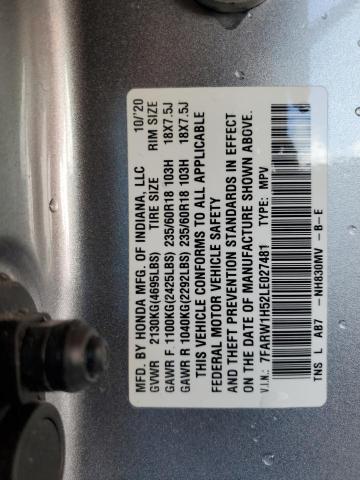 MFD. BY HONDA MFG. OF INDIANA, LLC 10/'20
GVWR 2130KG(4695LBS) TIRE SIZE RIM SIZE
GAWR F 1100KG(2425LBS) 235/60R18 103H 18X7.5J
GAWR R 1040KG(2292LBS) 235/60R18 103H 18X7.5J
THIS VEHICLE CONFORMS TO ALL APPLICABLE
FEDERAL MOTOR VEHICLE SAFETY
AND THEFT PREVENTION STANDARDS IN EFFECT
ON THE DATE OF MANUFACTURE SHOWN ABOVE.
V.I.N.: 7FARW1H52LE027481 TYPE: MPV
TNS L AB7 -NH830MV -B-E